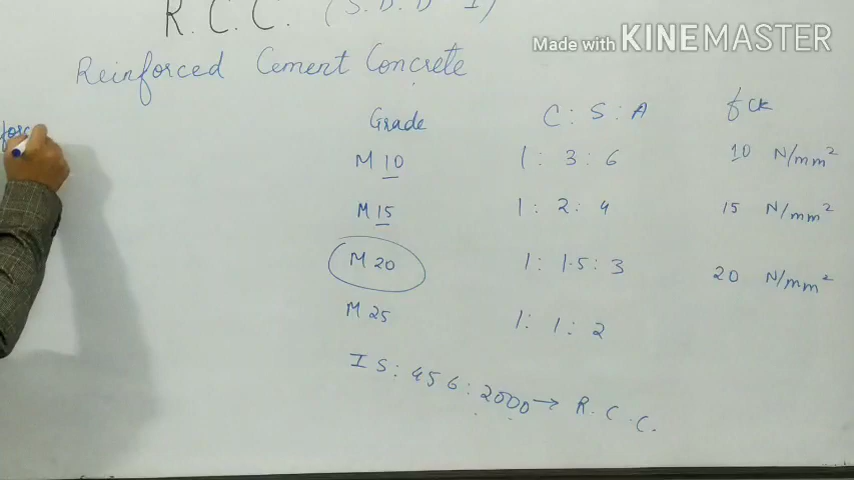 R.C.C. (S.D.D-I)
Made with KINEMASTER
Reinforced Cement Concrete
forc
Grade C : S : A fck
M 10 1 : 3 : 6 10 N/mm²
M 15 1 : 2 : 4 15 N/mm²
M 20 1 : 1.5 : 3 20 N/mm²
M 25 1 : 1 : 2
IS : 456 : 2000 → R.C.C.